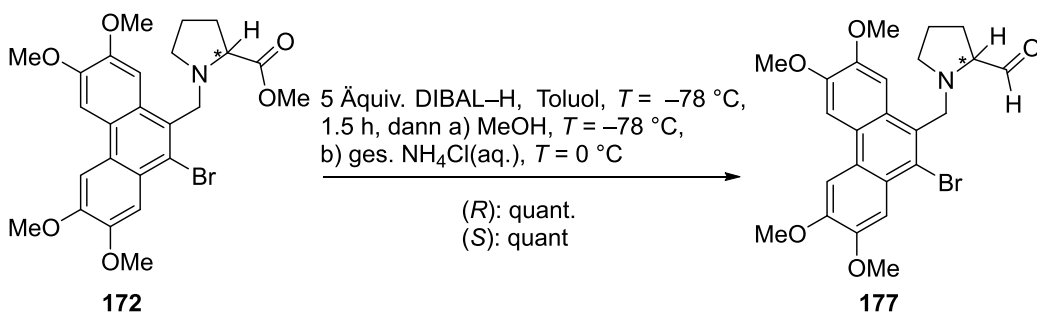 OMe
MeO
N
*
H
O
OMe
Br
MeO
OMe
172
5 Äquiv. DIBAL–H, Toluol, T = –78 °C,
1.5 h, dann a) MeOH, T = –78 °C,
b) ges. NH4Cl(aq.), T = 0 °C
(R): quant.
(S): quant
OMe
MeO
N
*
H
O
H
Br
MeO
OMe
177